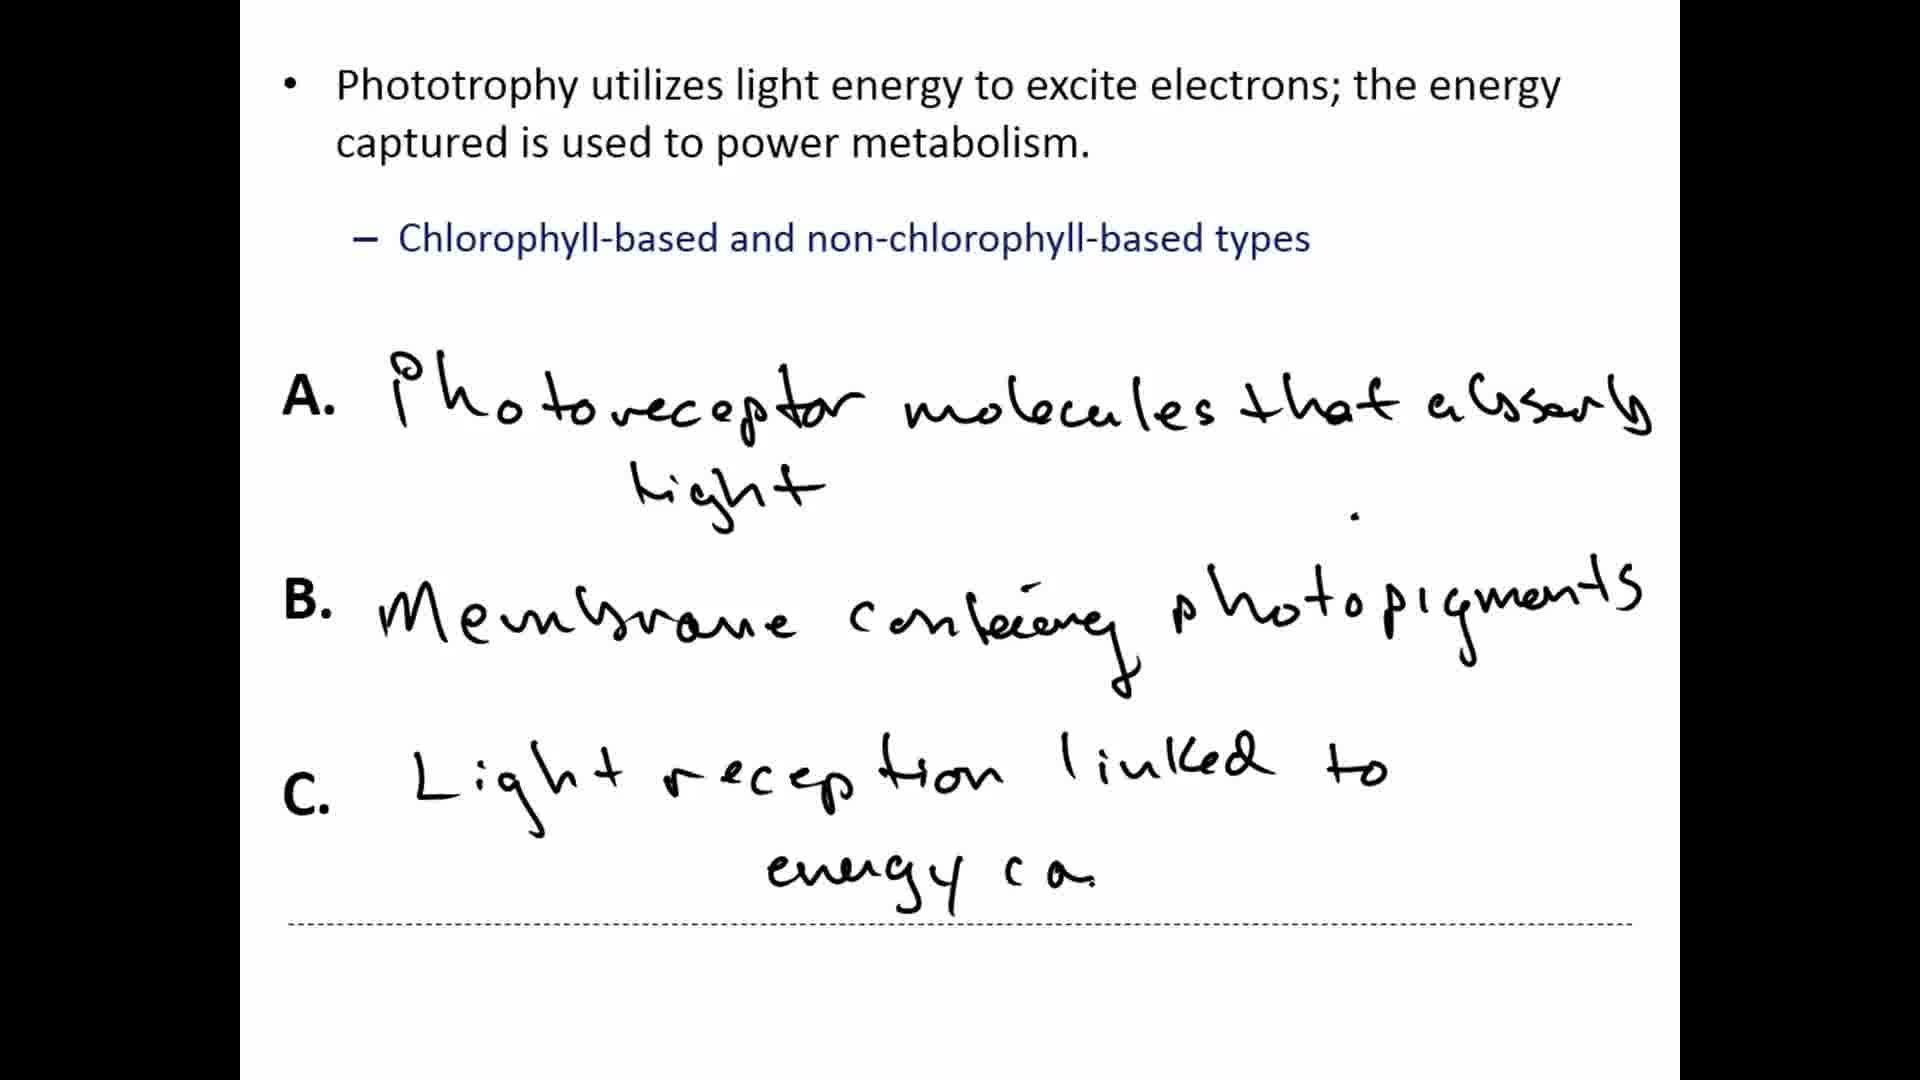 • Phototrophy utilizes light energy to excite electrons; the energy
captured is used to power metabolism.
– Chlorophyll-based and non-chlorophyll-based types
A. Photoreceptor molecules that absorb
light
B. Membrane containing photopigments
C. Light reception linked to
energy ca